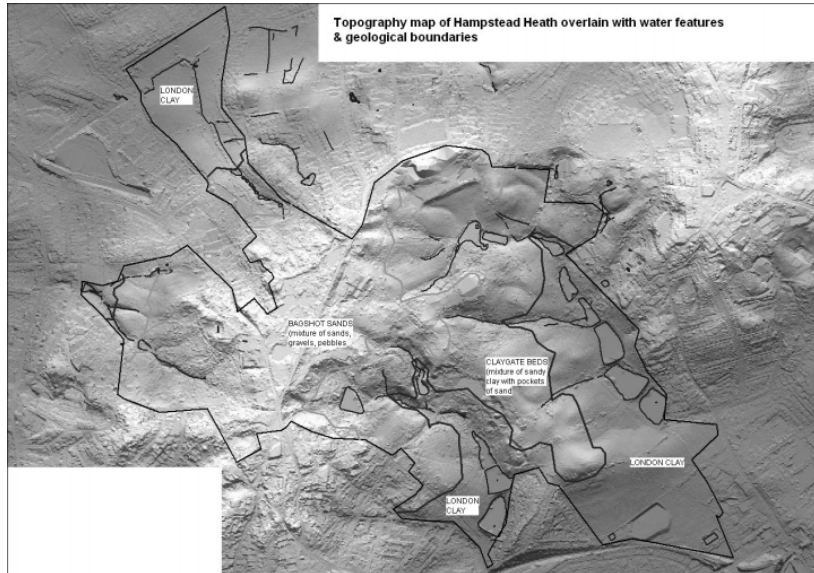 Topography map of Hampstead Heath overlain with water features
& geological boundaries
LONDON
CLAY
BAGSHOT SANDS
(mixture of sands,
gravels, pebbles
CLAYGATE BEDS
(mixture of sandy
clay with pockets
of sand
LONDON CLAY
LONDON
CLAY